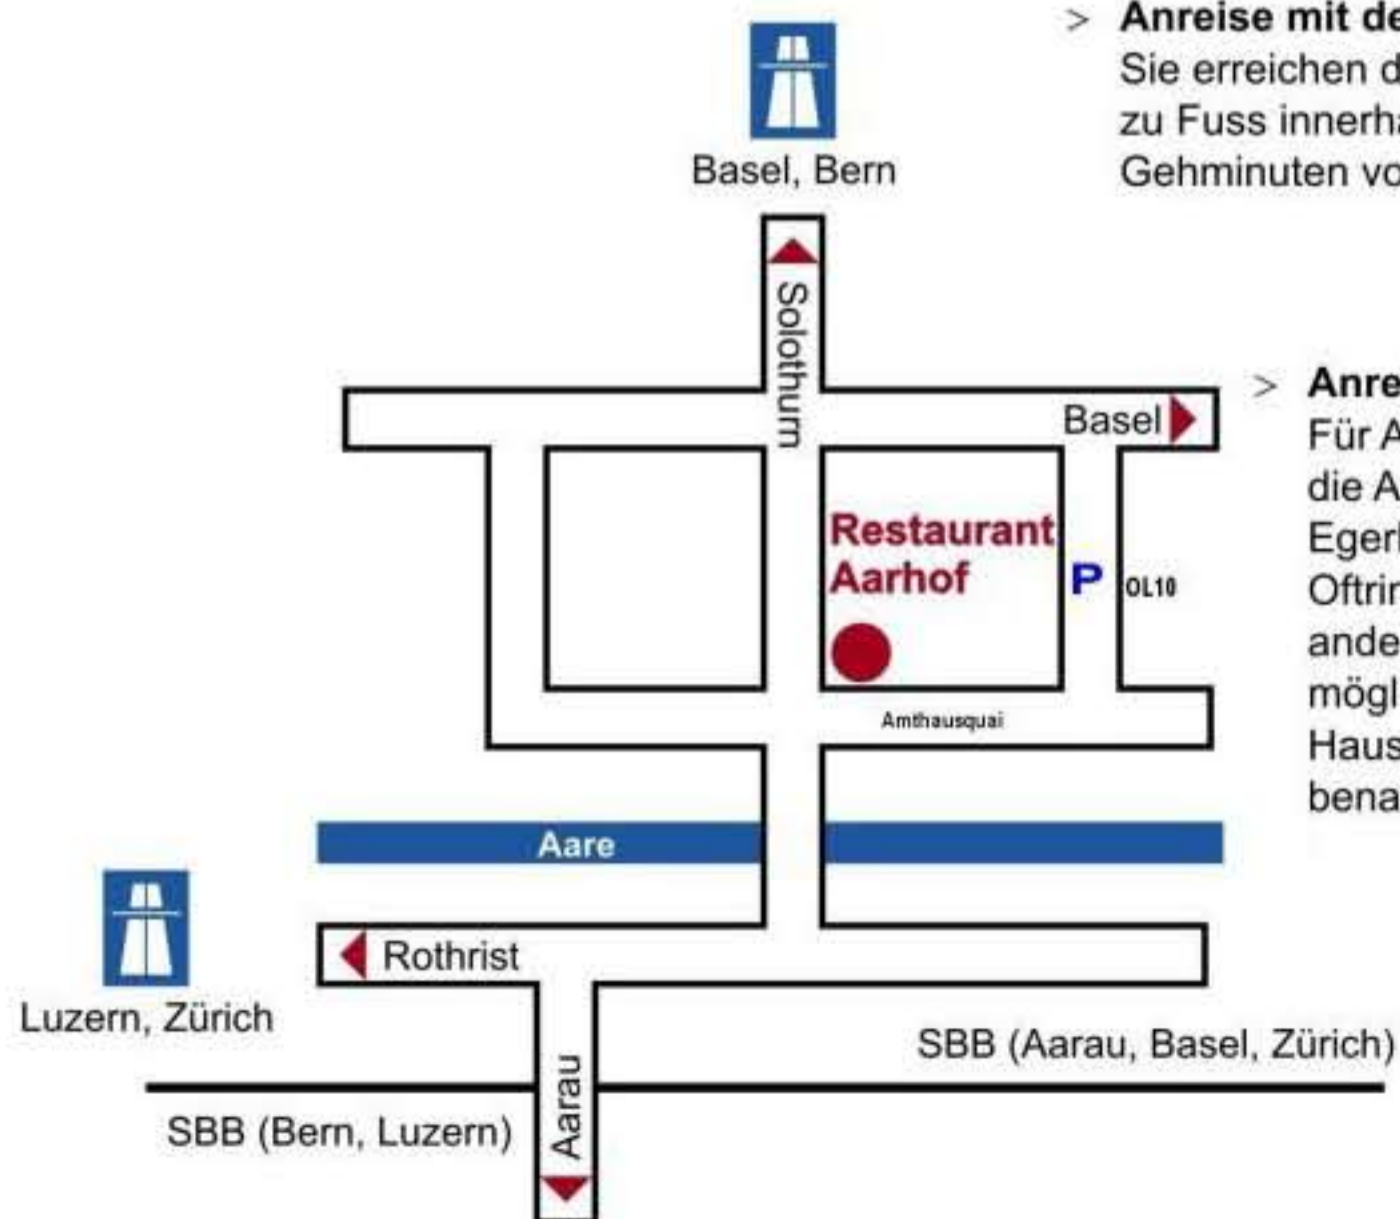 > Anreise mit de
Sie erreichen d
zu Fuss innerha
Gehminuten vo
Basel, Bern
Solothurn
Basel
> Anre
Für A
die A
Egerl
Oftrin
ande
mögl
Haus
bena
Restaurant
Aarhof
P
OL10
Amthausquai
Aare
Rothrist
Luzern, Zürich
SBB (Aarau, Basel, Zürich)
SBB (Bern, Luzern)
Aarau